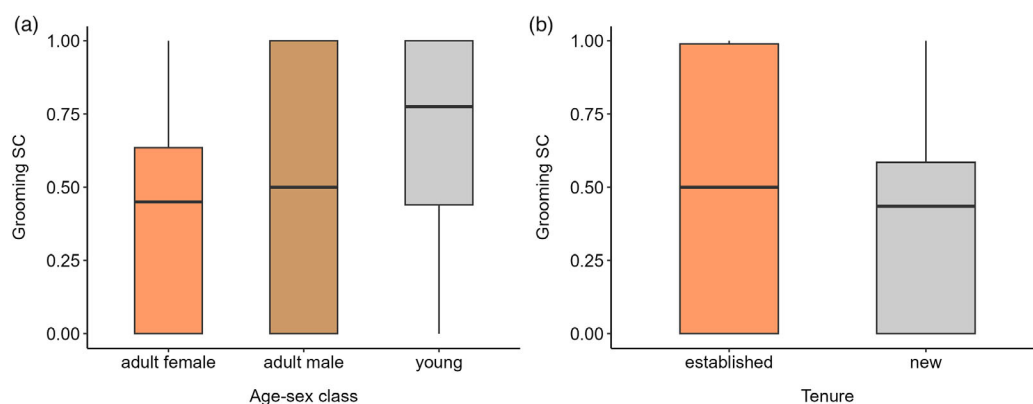 (a)
1.00
0.75
0.50
0.25
0.00
Grooming SC
adult female adult male young
Age-sex class
(b)
1.00
0.75
0.50
0.25
0.00
Grooming SC
established new
Tenure